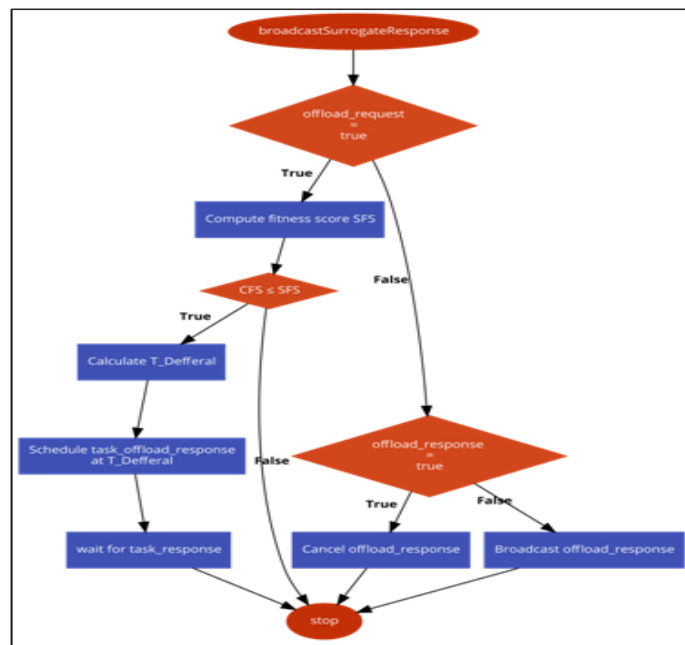 broadcastSurrogateResponse
offload_request
=
true
True
Compute fitness score SFS
False
CFS ≤ SFS
True
Calculate T_Defferal
Schedule task_offload_response
at T_Defferal
False
offload_response
=
true
True
False
wait for task_response
Cancel offload_response
Broadcast offload_response
stop